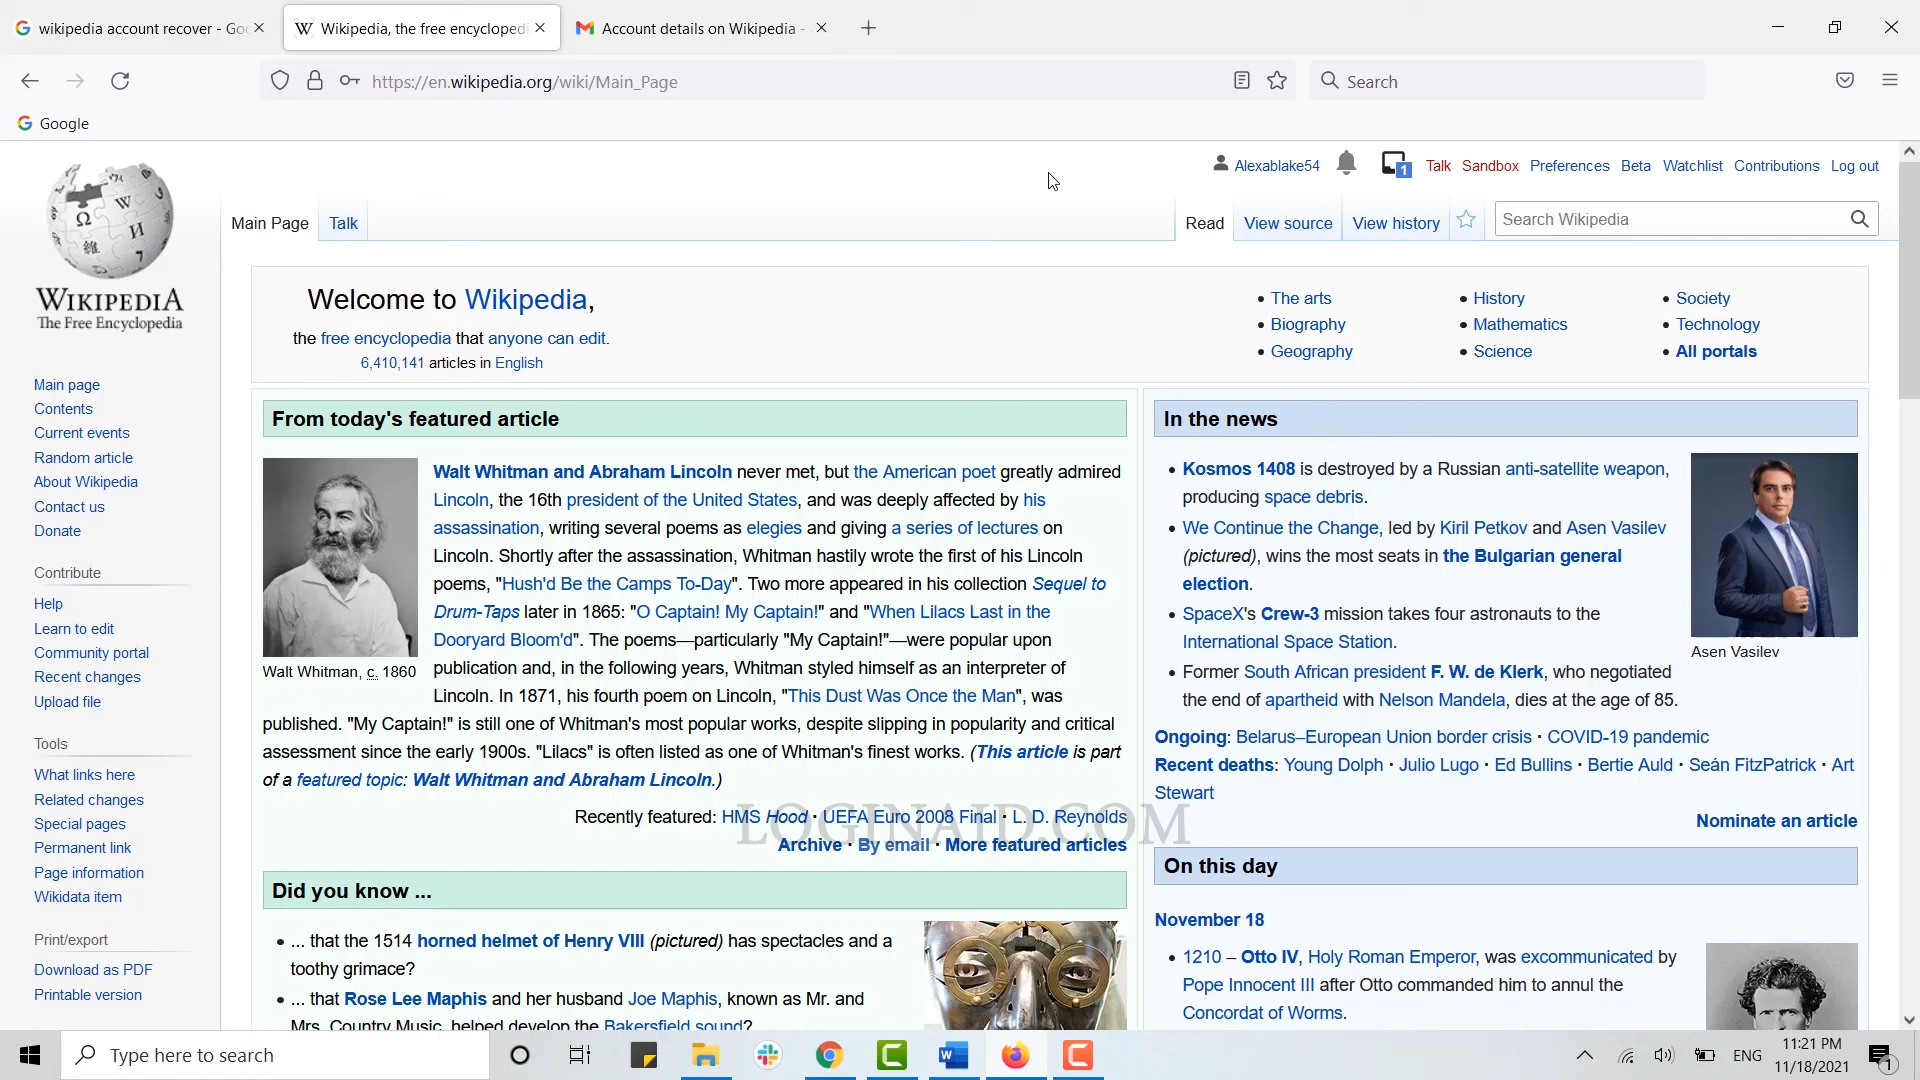 wikipedia account recover - Goo
Wikipedia, the free encyclopedi
Account details on Wikipedia -
https://en.wikipedia.org/wiki/Main_Page
Search
Google
Alexablake54
1
Talk
Sandbox
Preferences
Beta
Watchlist
Contributions
Log out
Main Page
Talk
Read
View source
View history
Search Wikipedia
WIKIPEDIA
The Free Encyclopedia
Main page
Contents
Current events
Random article
About Wikipedia
Contact us
Donate
Contribute
Help
Learn to edit
Community portal
Recent changes
Upload file
Tools
What links here
Related changes
Special pages
Permanent link
Page information
Wikidata item
Print/export
Download as PDF
Printable version
Welcome to Wikipedia,
the free encyclopedia that anyone can edit.
6,410,141 articles in English
• The arts
• Biography
• Geography
• History
• Mathematics
• Science
• Society
• Technology
• All portals
From today's featured article
Walt Whitman and Abraham Lincoln never met, but the American poet greatly admired
Lincoln, the 16th president of the United States, and was deeply affected by his
assassination, writing several poems as elegies and giving a series of lectures on
Lincoln. Shortly after the assassination, Whitman hastily wrote the first of his Lincoln
poems, "Hush'd Be the Camps To-Day". Two more appeared in his collection Sequel to
Drum-Taps later in 1865: "O Captain! My Captain!" and "When Lilacs Last in the
Dooryard Bloom'd". The poems—particularly "My Captain!"—were popular upon
publication and, in the following years, Whitman styled himself as an interpreter of
Lincoln. In 1871, his fourth poem on Lincoln, "This Dust Was Once the Man", was
published. "My Captain!" is still one of Whitman's most popular works, despite slipping in popularity and critical
assessment since the early 1900s. "Lilacs" is often listed as one of Whitman's finest works. (This article is part
of a featured topic: Walt Whitman and Abraham Lincoln.)
Walt Whitman, c. 1860
Recently featured: HMS Hood · UEFA Euro 2008 Final · L. D. Reynolds
Archive · By email · More featured articles
LOGINAID.COM
Did you know ...
• ... that the 1514 horned helmet of Henry VIII (pictured) has spectacles and a
toothy grimace?
• ... that Rose Lee Maphis and her husband Joe Maphis, known as Mr. and
Mrs. Country Music, helped develop the Bakersfield sound?
In the news
• Kosmos 1408 is destroyed by a Russian anti-satellite weapon,
producing space debris.
• We Continue the Change, led by Kiril Petkov and Asen Vasilev
(pictured), wins the most seats in the Bulgarian general
election.
• SpaceX's Crew-3 mission takes four astronauts to the
International Space Station.
• Former South African president F. W. de Klerk, who negotiated
the end of apartheid with Nelson Mandela, dies at the age of 85.
Asen Vasilev
Ongoing: Belarus–European Union border crisis · COVID-19 pandemic
Recent deaths: Young Dolph · Julio Lugo · Ed Bullins · Bertie Auld · Seán FitzPatrick · Art
Stewart
Nominate an article
On this day
November 18
• 1210 – Otto IV, Holy Roman Emperor, was excommunicated by
Pope Innocent III after Otto commanded him to annul the
Concordat of Worms.
Type here to search
ENG
11:21 PM
11/18/2021
1